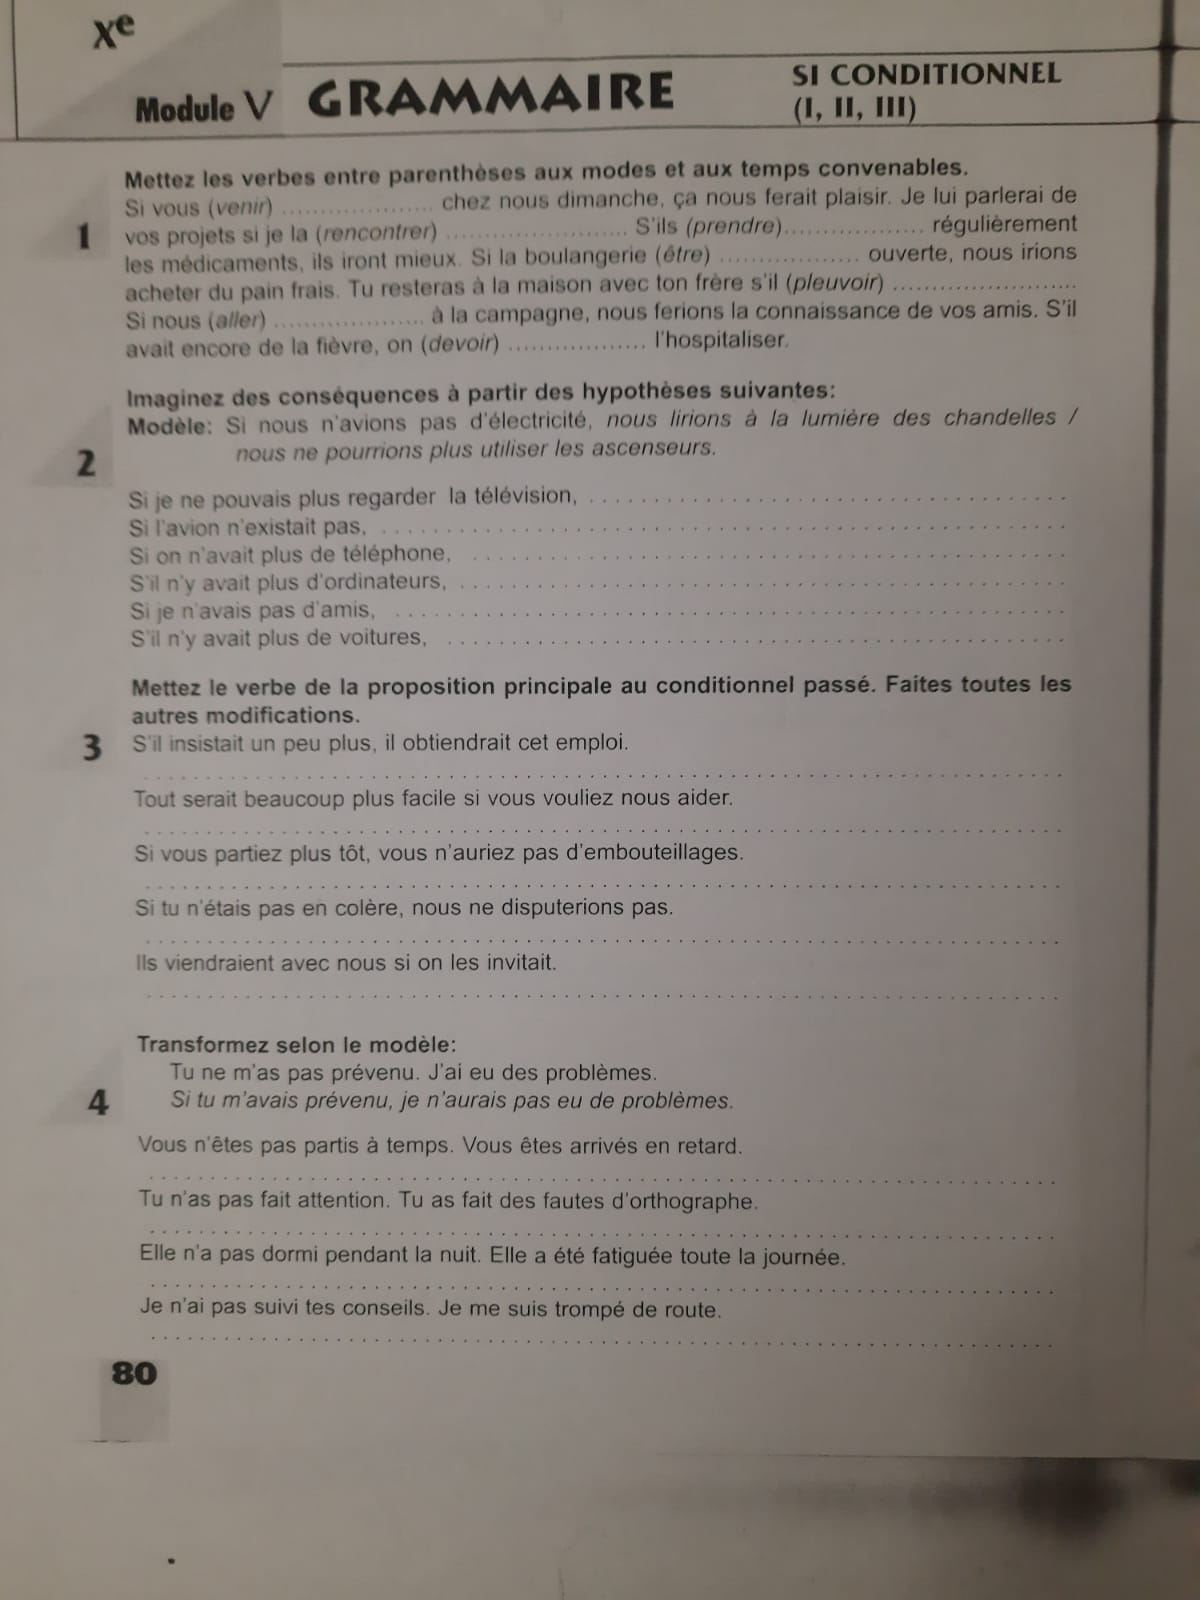 Xe
Module V GRAMMAIRE SI CONDITIONNEL
(I, II, III)
Mettez les verbes entre parenthèses aux modes et aux temps convenables.
Si vous (venir) .................... chez nous dimanche, ça nous ferait plaisir. Je lui parlerai de
1 vos projets si je la (rencontrer) ........................ S'ils (prendre)................... régulièrement
les médicaments, ils iront mieux. Si la boulangerie (être) .................. ouverte, nous irions
acheter du pain frais. Tu resteras à la maison avec ton frère s'il (pleuvoir) ........................
Si nous (aller) .................... à la campagne, nous ferions la connaissance de vos amis. S'il
avait encore de la fièvre, on (devoir) .................. l'hospitaliser.
Imaginez des conséquences à partir des hypothèses suivantes:
Modèle: Si nous n'avions pas d'électricité, nous lirions à la lumière des chandelles /
2 nous ne pourrions plus utiliser les ascenseurs.
Si je ne pouvais plus regarder la télévision, ........................................
Si l'avion n'existait pas, ........................................
Si on n'avait plus de téléphone, ........................................
S'il n'y avait plus d'ordinateurs, ........................................
Si je n'avais pas d'amis, ........................................
S'il n'y avait plus de voitures, ........................................
Mettez le verbe de la proposition principale au conditionnel passé. Faites toutes les
autres modifications.
3 S'il insistait un peu plus, il obtiendrait cet emploi.
........................................
Tout serait beaucoup plus facile si vous vouliez nous aider.
........................................
Si vous partiez plus tôt, vous n'auriez pas d'embouteillages.
........................................
Si tu n'étais pas en colère, nous ne disputerions pas.
........................................
Ils viendraient avec nous si on les invitait.
........................................
Transformez selon le modèle:
Tu ne m'as pas prévenu. J'ai eu des problèmes.
4 Si tu m'avais prévenu, je n'aurais pas eu de problèmes.
Vous n'êtes pas partis à temps. Vous êtes arrivés en retard.
........................................
Tu n'as pas fait attention. Tu as fait des fautes d'orthographe.
........................................
Elle n'a pas dormi pendant la nuit. Elle a été fatiguée toute la journée.
........................................
Je n'ai pas suivi tes conseils. Je me suis trompé de route.
........................................
80